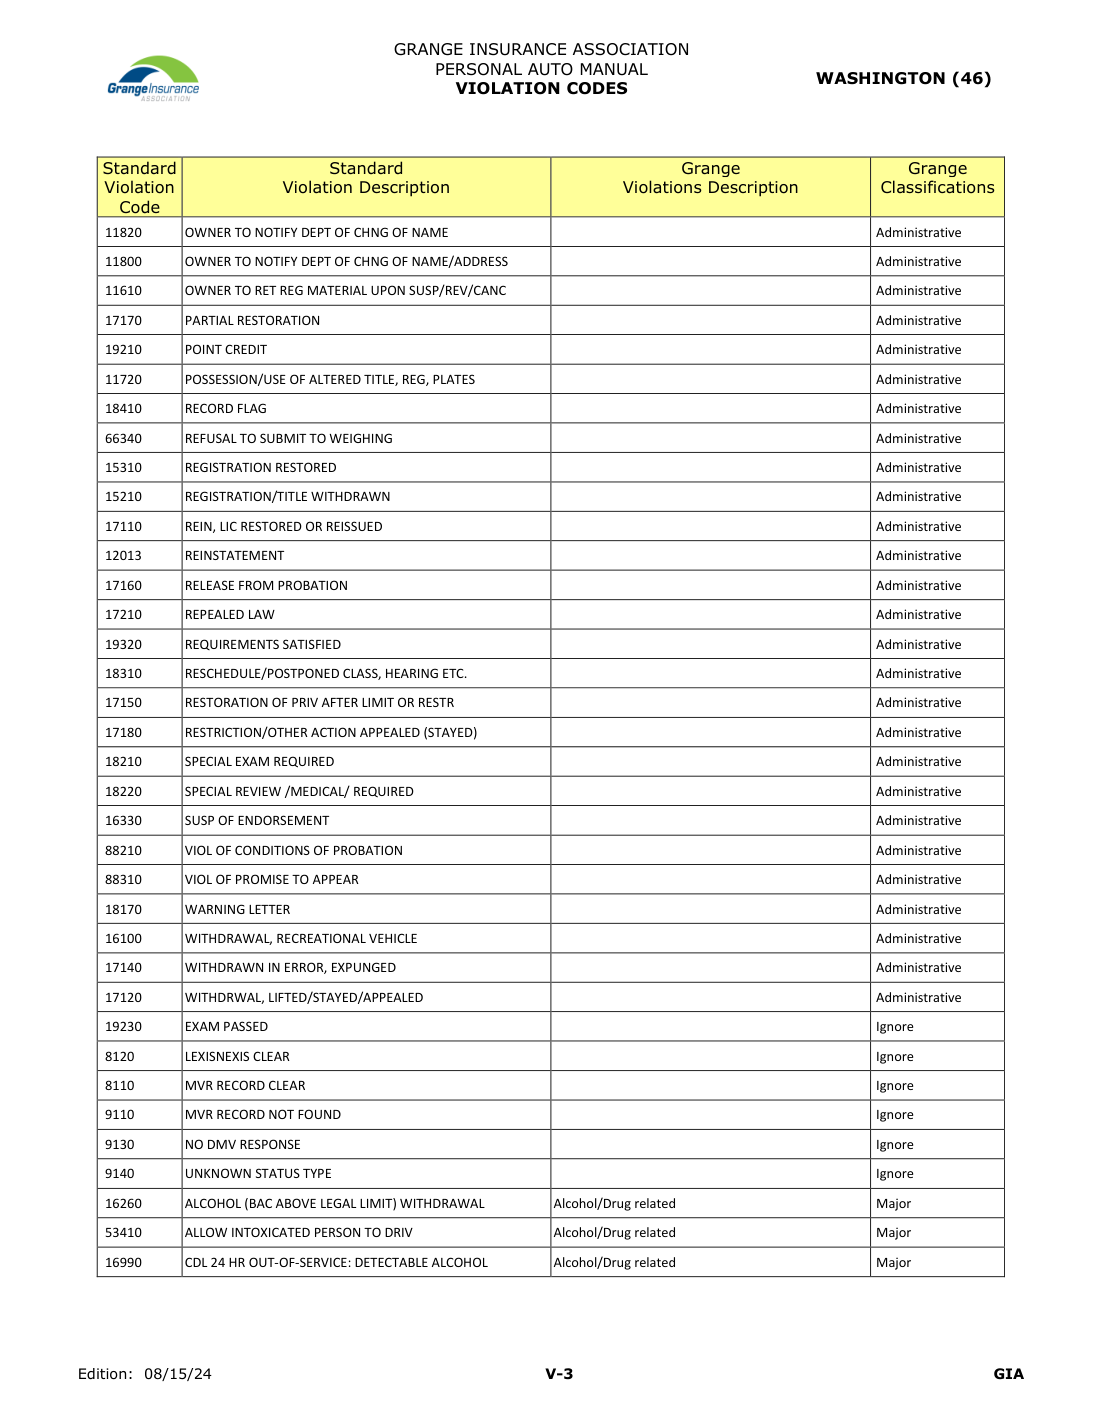 GrangeInsurance
ASSOCIATION
GRANGE INSURANCE ASSOCIATION
PERSONAL AUTO MANUAL
VIOLATION CODES
WASHINGTON (46)
Standard Violation Code | Standard Violation Description | Grange Violations Description | Grange Classifications
11820 OWNER TO NOTIFY DEPT OF CHNG OF NAME Administrative
11800 OWNER TO NOTIFY DEPT OF CHNG OF NAME/ADDRESS Administrative
11610 OWNER TO RET REG MATERIAL UPON SUSP/REV/CANC Administrative
17170 PARTIAL RESTORATION Administrative
19210 POINT CREDIT Administrative
11720 POSSESSION/USE OF ALTERED TITLE, REG, PLATES Administrative
18410 RECORD FLAG Administrative
66340 REFUSAL TO SUBMIT TO WEIGHING Administrative
15310 REGISTRATION RESTORED Administrative
15210 REGISTRATION/TITLE WITHDRAWN Administrative
17110 REIN, LIC RESTORED OR REISSUED Administrative
12013 REINSTATEMENT Administrative
17160 RELEASE FROM PROBATION Administrative
17210 REPEALED LAW Administrative
19320 REQUIREMENTS SATISFIED Administrative
18310 RESCHEDULE/POSTPONED CLASS, HEARING ETC. Administrative
17150 RESTORATION OF PRIV AFTER LIMIT OR RESTR Administrative
17180 RESTRICTION/OTHER ACTION APPEALED (STAYED) Administrative
18210 SPECIAL EXAM REQUIRED Administrative
18220 SPECIAL REVIEW /MEDICAL/ REQUIRED Administrative
16330 SUSP OF ENDORSEMENT Administrative
88210 VIOL OF CONDITIONS OF PROBATION Administrative
88310 VIOL OF PROMISE TO APPEAR Administrative
18170 WARNING LETTER Administrative
16100 WITHDRAWAL, RECREATIONAL VEHICLE Administrative
17140 WITHDRAWN IN ERROR, EXPUNGED Administrative
17120 WITHDRWAL, LIFTED/STAYED/APPEALED Administrative
19230 EXAM PASSED Ignore
8120 LEXISNEXIS CLEAR Ignore
8110 MVR RECORD CLEAR Ignore
9110 MVR RECORD NOT FOUND Ignore
9130 NO DMV RESPONSE Ignore
9140 UNKNOWN STATUS TYPE Ignore
16260 ALCOHOL (BAC ABOVE LEGAL LIMIT) WITHDRAWAL Alcohol/Drug related Major
53410 ALLOW INTOXICATED PERSON TO DRIV Alcohol/Drug related Major
16990 CDL 24 HR OUT-OF-SERVICE: DETECTABLE ALCOHOL Alcohol/Drug related Major
Edition: 08/15/24 V-3 GIA